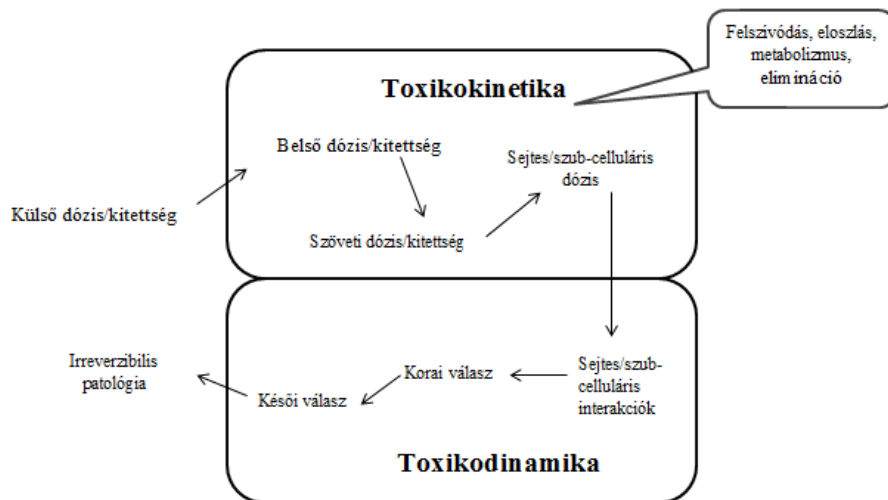 Felszívódás, eloszlás,
metabolizmus,
elimináció
Toxikokinetika
Belső dózis/kitettség
Sejtes/szub-celluláris
dózis
Külső dózis/kitettség
Szöveti dózis/kitettség
Irreverzibilis
patológia
Korai válasz
Sejtes/szub-
celluláris
interakciók
Késői válasz
Toxikodinamika